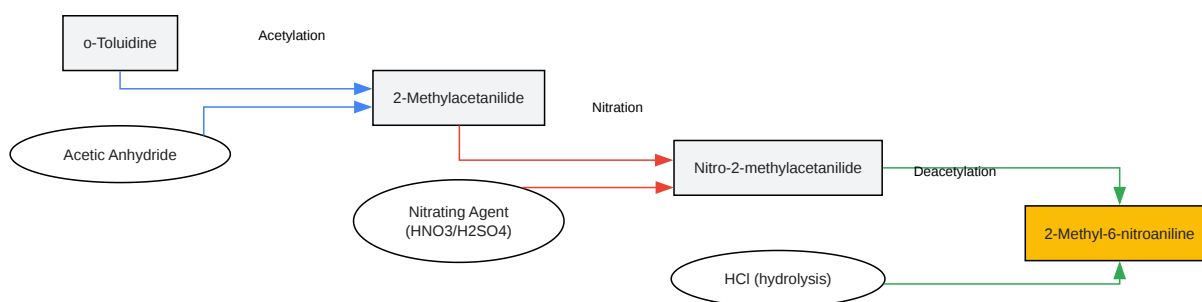 o-Toluidine
Acetylation
Acetic Anhydride
2-Methylacetanilide
Nitration
Nitrating Agent
(HNO3/H2SO4)
Nitro-2-methylacetanilide
Deacetylation
HCl (hydrolysis)
2-Methyl-6-nitroaniline